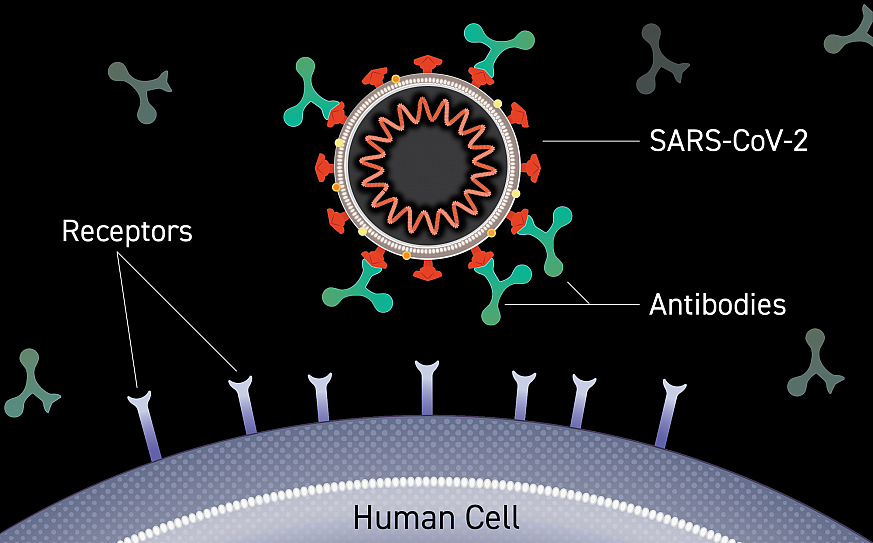 SARS-CoV-2
Receptors
Antibodies
Human Cell